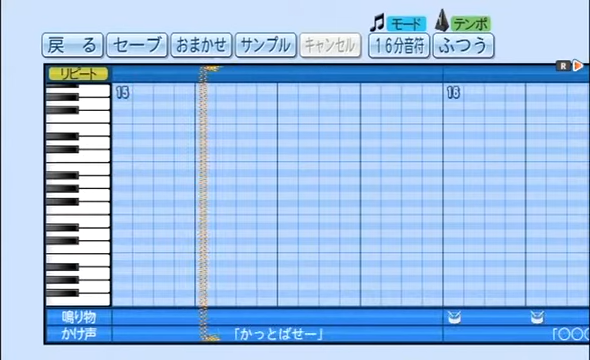 モード テンポ
戻る セーブ おまかせ サンプル キャンセル 16分音符 ふつう
リピート R
15 16
鳴り物
かけ声 「かっとばせー」 「○○○